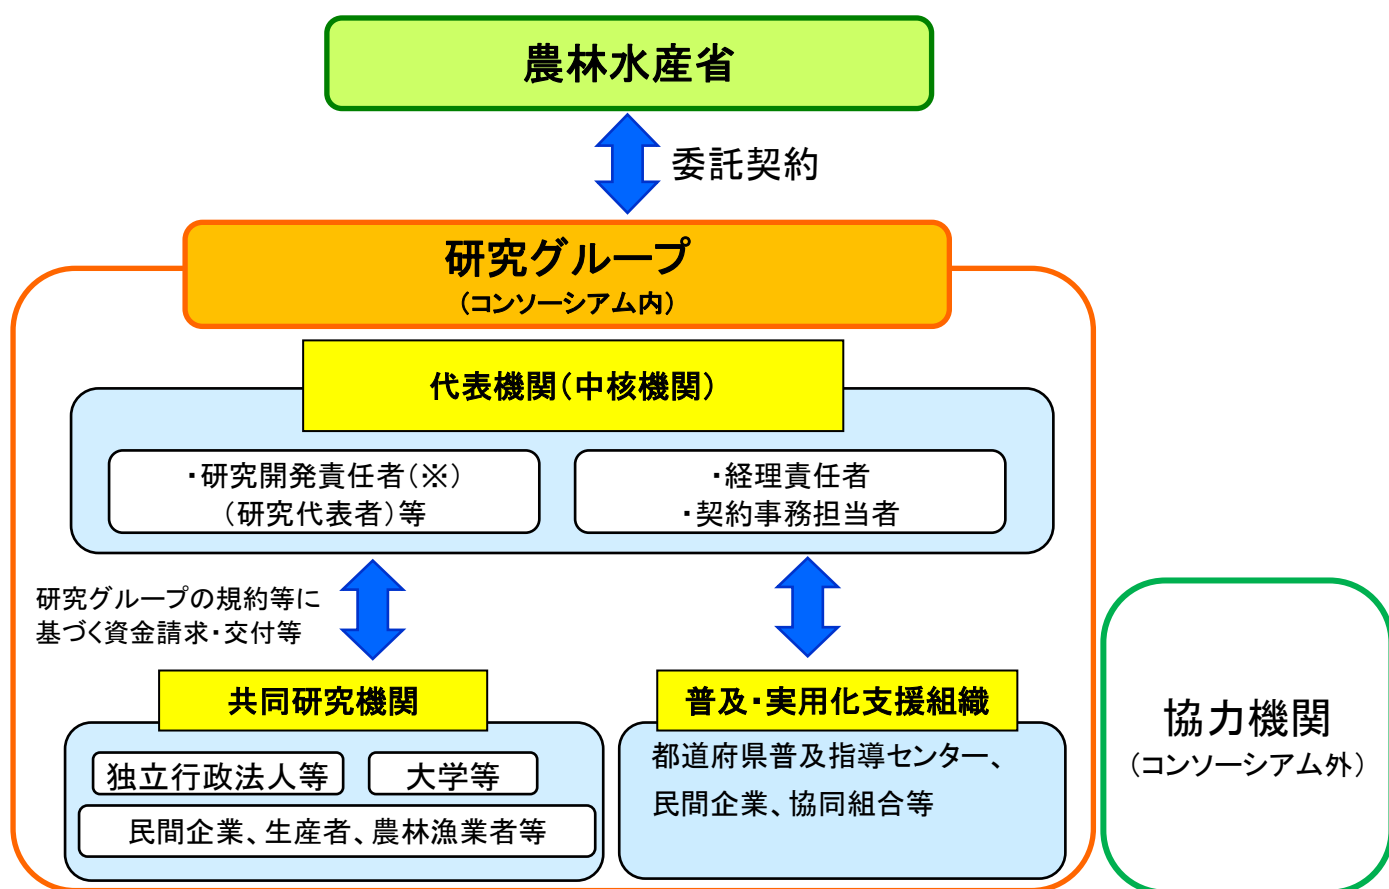 農林水産省
委託契約
研究グループ
（コンソーシアム内）
代表機関（中核機関）
・研究開発責任者（※）
（研究代表者）等
・経理責任者
・契約事務担当者
研究グループの規約等に
基づく資金請求・交付等
共同研究機関
独立行政法人等
大学等
民間企業、生産者、農林漁業者等
普及・実用化支援組織
都道府県普及指導センター、
民間企業、協同組合等
協力機関
（コンソーシアム外）